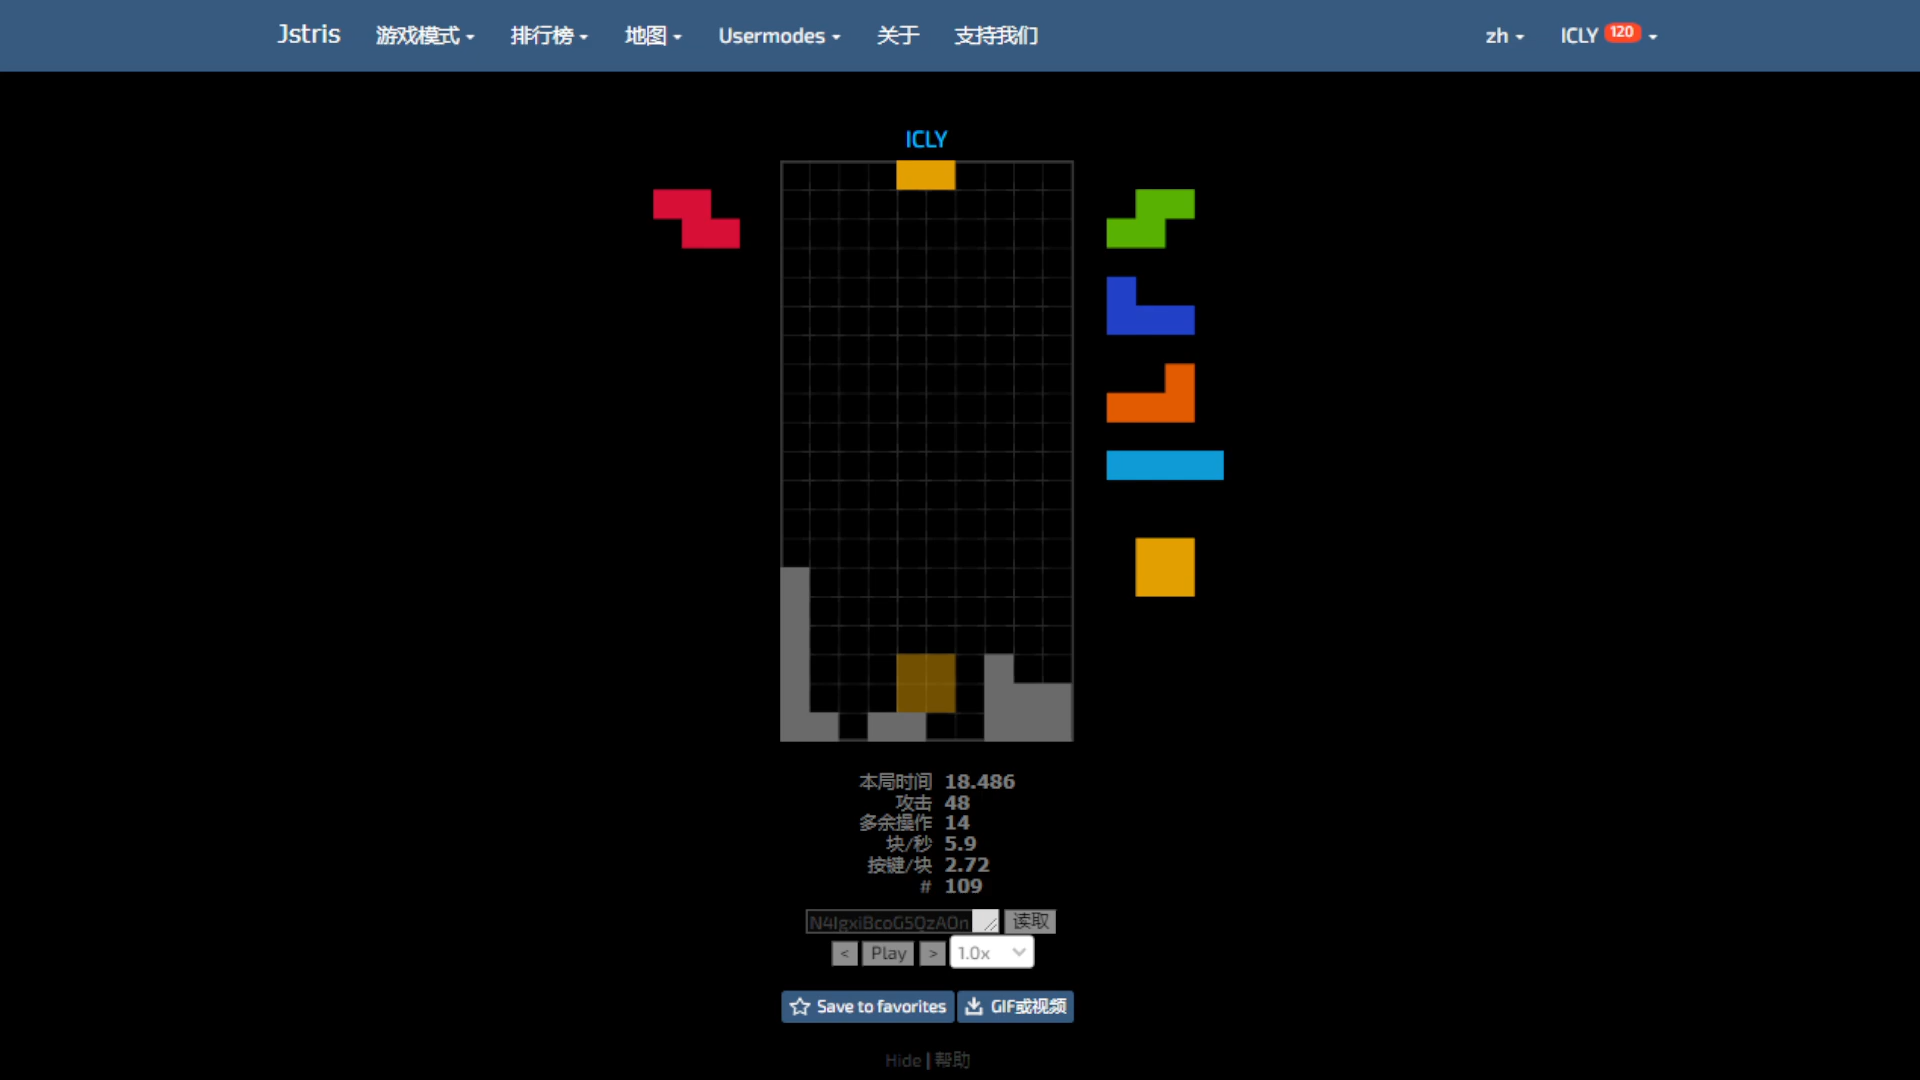 Jstris 游戏模式 排行榜 地图 Usermodes 关于 支持我们 zh ICLY 120
ICLY
本局时间 18.486
攻击 48
多余操作 14
块/秒 5.9
按键/块 2.72
# 109
N4IgxiBcoG5QzAOn 读取
< Play > 1.0x
Save to favorites GIF或视频
Hide | 帮助